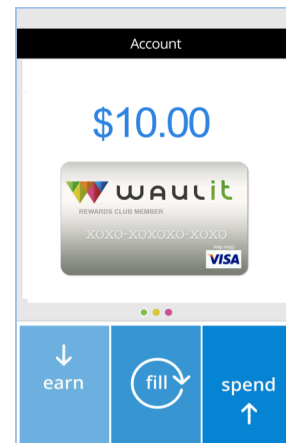 Account
$10.00
waulit
REWARDS CLUB MEMBER
xoxo-xoxoxo-xoxo
PRE-PAID
VISA
earn
fill
spend